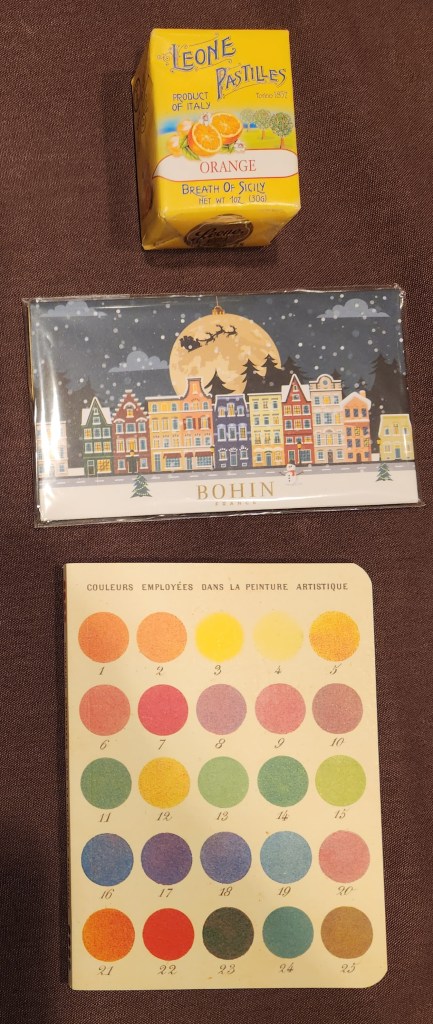 LEONE
PASTILLES
PRODUCT
OF ITALY
ORANGE
BREATH OF SICILY
NET WT 1OZ (30G)
BOHIN
FRANCE
COULEURS EMPLOYÉES DANS LA PEINTURE ARTISTIQUE
1 2 3 4 5
6 7 8 9 10
11 12 13 14 15
16 17 18 19 20
21 22 23 24 25